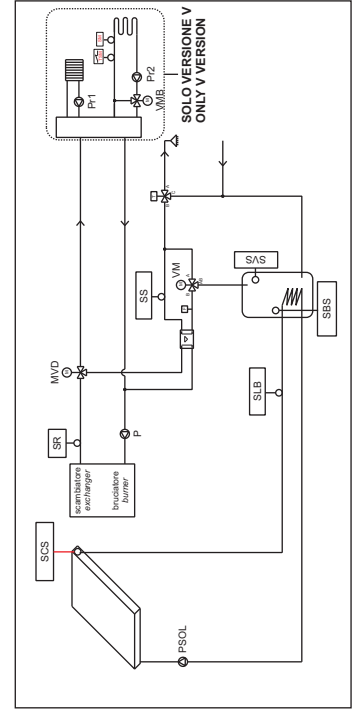 SCS
MVD
SR
scambiatore
exchanger
bruciatore
burner
P
PSOL
Pr1
Pr2
VMB
M
SOLO VERSIONE V
ONLY V VERSION
M
SS
VM
M
A
B
AB
A
B
C
SLB
SVS
SBS